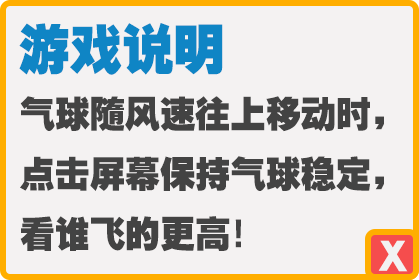 游戏说明
气球随风速往上移动时，
点击屏幕保持气球稳定，
看谁飞的更高！
X